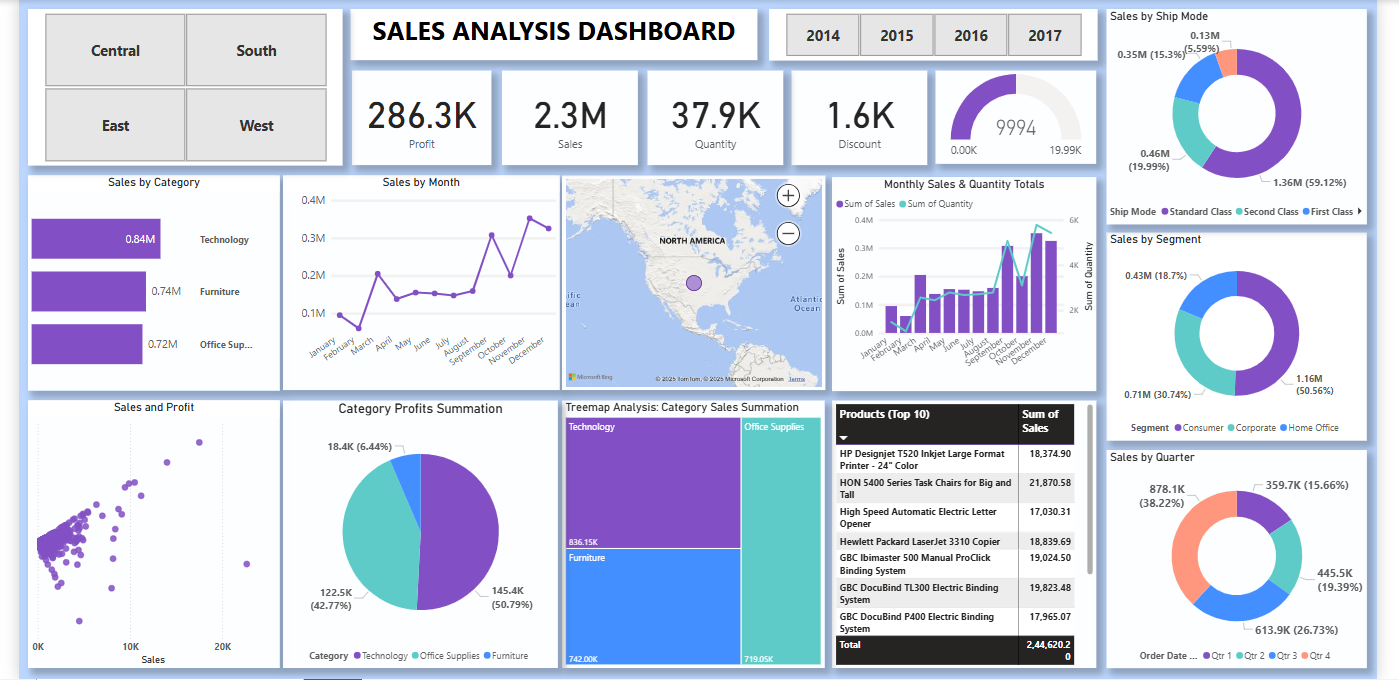 Central
South
East
West
SALES ANALYSIS DASHBOARD
2014
2015
2016
2017
286.3K
Profit
2.3M
Sales
37.9K
Quantity
1.6K
Discount
9994
0.00K
19.99K
Sales by Ship Mode
0.13M
(5.59%)
0.35M (15.3%)
0.46M
(19.99%)
1.36M (59.12%)
Ship Mode Standard Class Second Class First Class
Sales by Category
0.84M
Technology
0.74M
Furniture
0.72M
Office Sup...
Sales by Month
0.4M
0.3M
0.2M
0.1M
January
February
March
April
May
June
July
August
September
October
November
December
NORTH AMERICA
Atlantic
Ocean
Microsoft Bing
© 2025 TomTom, © 2025 Microsoft Corporation Terms
Monthly Sales & Quantity Totals
Sum of Sales Sum of Quantity
Sum of Sales
0.4M
0.3M
0.2M
0.1M
0.0M
6K
4K
2K
Sum of Quantity
January
February
March
April
May
June
July
August
September
October
November
December
Sales by Segment
0.43M (18.7%)
0.71M (30.74%)
1.16M
(50.56%)
Segment Consumer Corporate Home Office
Sales and Profit
0K
10K
20K
Sales
Category Profits Summation
18.4K (6.44%)
122.5K
(42.77%)
145.4K
(50.79%)
Category Technology Office Supplies Furniture
Treemap Analysis: Category Sales Summation
Technology
836.15K
Furniture
742.00K
Office Supplies
719.05K
Products (Top 10)
Sum of
Sales
HP Designjet T520 Inkjet Large Format
Printer - 24" Color
18,374.90
HON 5400 Series Task Chairs for Big and
Tall
21,870.58
High Speed Automatic Electric Letter
Opener
17,030.31
Hewlett Packard LaserJet 3310 Copier
18,839.69
GBC Ibimaster 500 Manual ProClick
Binding System
19,024.50
GBC DocuBind TL300 Electric Binding
System
19,823.48
GBC DocuBind P400 Electric Binding
System
17,965.07
Total
2,44,620.2
0
Sales by Quarter
878.1K
(38.22%)
359.7K (15.66%)
445.5K
(19.39%)
613.9K (26.73%)
Order Date ... Qtr 1 Qtr 2 Qtr 3 Qtr 4